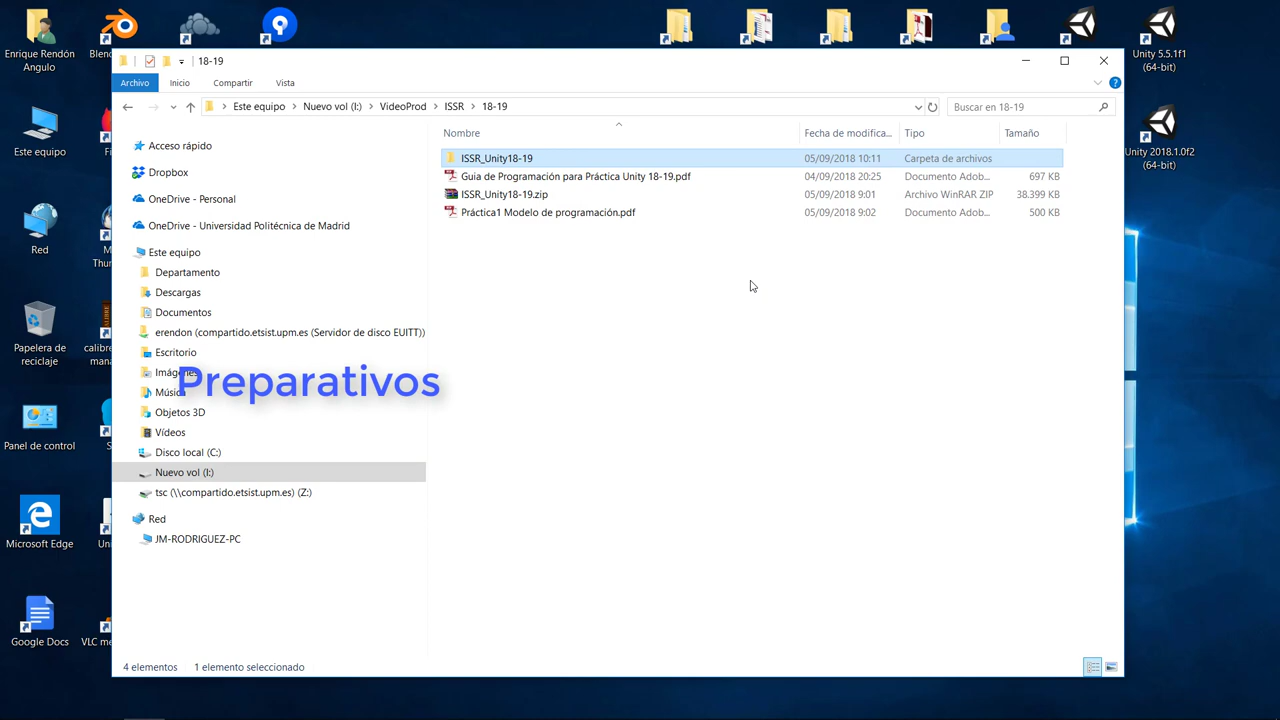 Enrique Rendón
Angulo
Blen
Unity 5.5.1f1
(64-bit)
18-19
Archivo
Inicio
Compartir
Vista
Este equipo
Nuevo vol (I:)
VideoProd
ISSR
18-19
Buscar en 18-19
Nombre
Fecha de modifica...
Tipo
Tamaño
ISSR_Unity18-19
05/09/2018 10:11
Carpeta de archivos
Guia de Programación para Práctica Unity 18-19.pdf
04/09/2018 20:25
Documento Adob...
697 KB
ISSR_Unity18-19.zip
05/09/2018 9:01
Archivo WinRAR ZIP
38.399 KB
Práctica1 Modelo de programación.pdf
05/09/2018 9:02
Documento Adob...
500 KB
Acceso rápido
Dropbox
OneDrive - Personal
OneDrive - Universidad Politécnica de Madrid
Este equipo
Departamento
Descargas
Documentos
erendon (compartido.etsist.upm.es (Servidor de disco EUITT))
Escritorio
Imágenes
Música
Objetos 3D
Vídeos
Disco local (C:)
Nuevo vol (I:)
tsc (\\compartido.etsist.upm.es) (Z:)
Red
JM-RODRIGUEZ-PC
Preparativos
4 elementos
1 elemento seleccionado
Este equipo
Fi
Unity 2018.1.0f2
(64-bit)
Red
M
Thun
Papelera de
reciclaje
calibre
mana
Panel de control
S
Microsoft Edge
Uni
Google Docs
VLC me